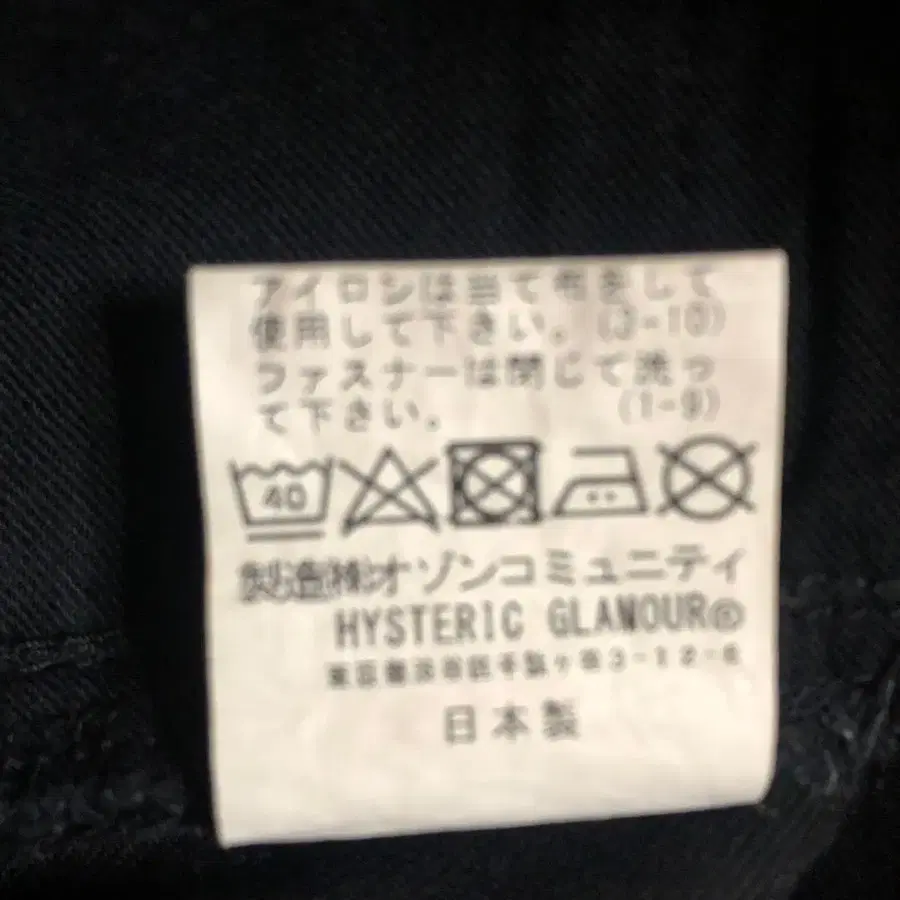 アイロンは当て布をして
使用して下さい。(3-10)
ファスナーは閉じて洗っ
て下さい。 (1-9)
40
製造㈱オゾンコミュニティ
HYSTERIC GLAMOUR®
日本製